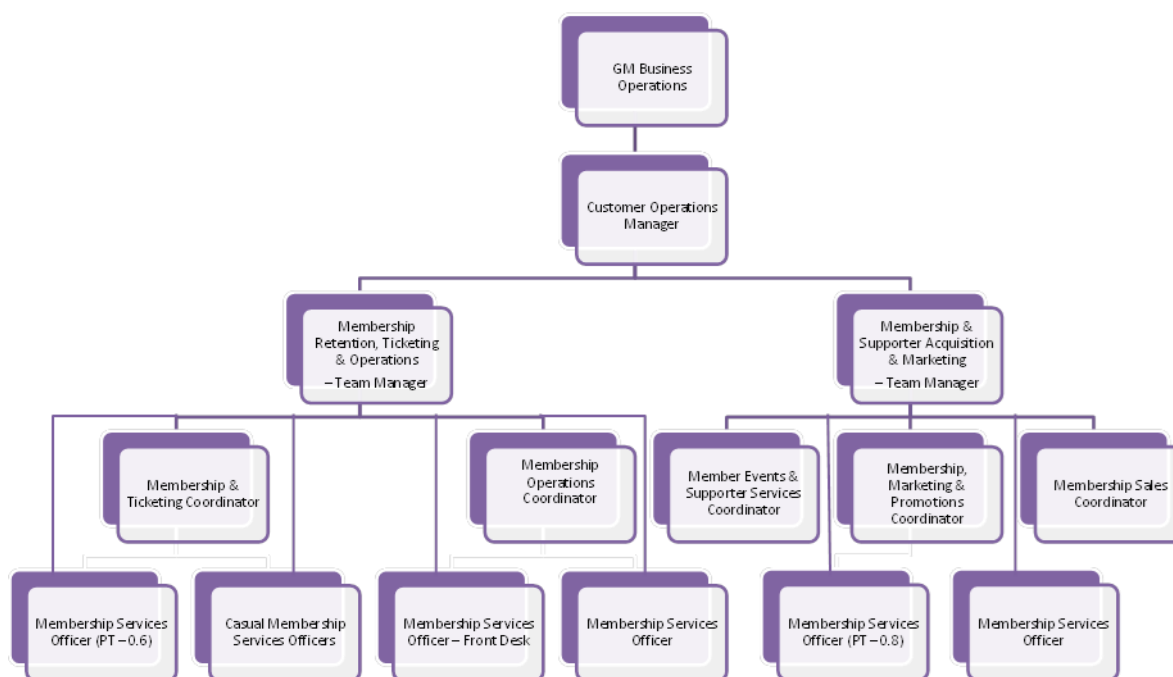 GM Business
Operations
Customer Operations
Manager
Membership
Retention, Ticketing
& Operations
– Team Manager
Membership &
Supporter Acquisition
& Marketing
– Team Manager
Membership &
Ticketing Coordinator
Membership
Operations
Coordinator
Member Events &
Supporter Services
Coordinator
Membership,
Marketing &
Promotions
Coordinator
Membership Sales
Coordinator
Membership Services
Officer (PT – 0.6)
Casual Membership
Services Officers
Membership Services
Officer – Front Desk
Membership Services
Officer
Membership Services
Officer (PT – 0.8)
Membership Services
Officer